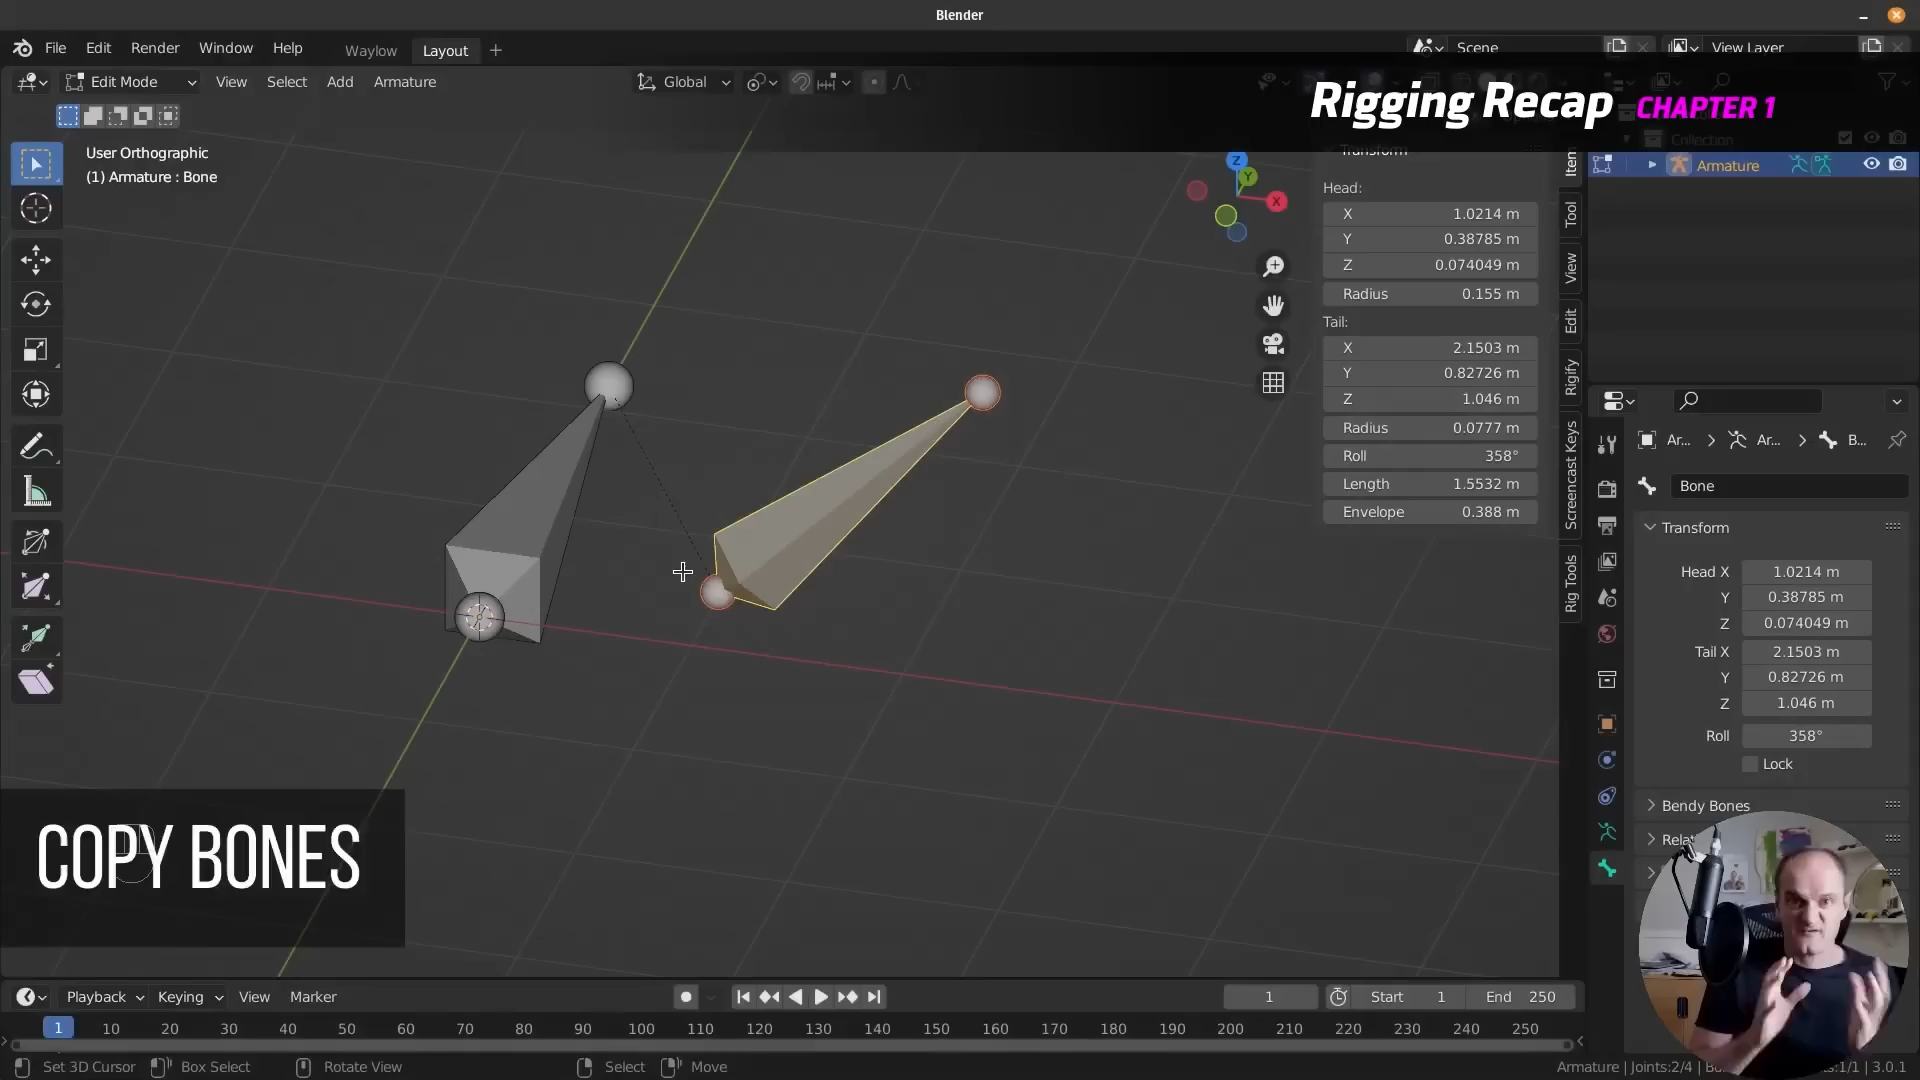 Blender
File Edit Render Window Help Waylow Layout Scene View Layer
Edit Mode View Select Add Armature Global
Rigging Recap CHAPTER 1
User Orthographic
(1) Armature : Bone
Z
Y
X
Transform
Head:
X 1.0214 m
Y 0.38785 m
Z 0.074049 m
Radius 0.155 m
Tail:
X 2.1503 m
Y 0.82726 m
Z 1.046 m
Radius 0.0777 m
Roll 358°
Length 1.5532 m
Envelope 0.388 m
Item
Tool
View
Edit
Rigify
Screencast Keys
Rig Tools
Collection
Armature
Ar... Ar... B...
Bone
Transform
Head X 1.0214 m
Y 0.38785 m
Z 0.074049 m
Tail X 2.1503 m
Y 0.82726 m
Z 1.046 m
Roll 358°
Lock
Bendy Bones
COPY BONES
Playback Keying View Marker 1 Start 1 End 250
1 10 20 30 40 50 60 70 80 90 100 110 120 130 140 150 160 170 180 190 200 210 220 230 240 250
Set 3D Cursor Box Select Rotate View Select Move Armature | Joints:2/4 | 1/1 | 3.0.1